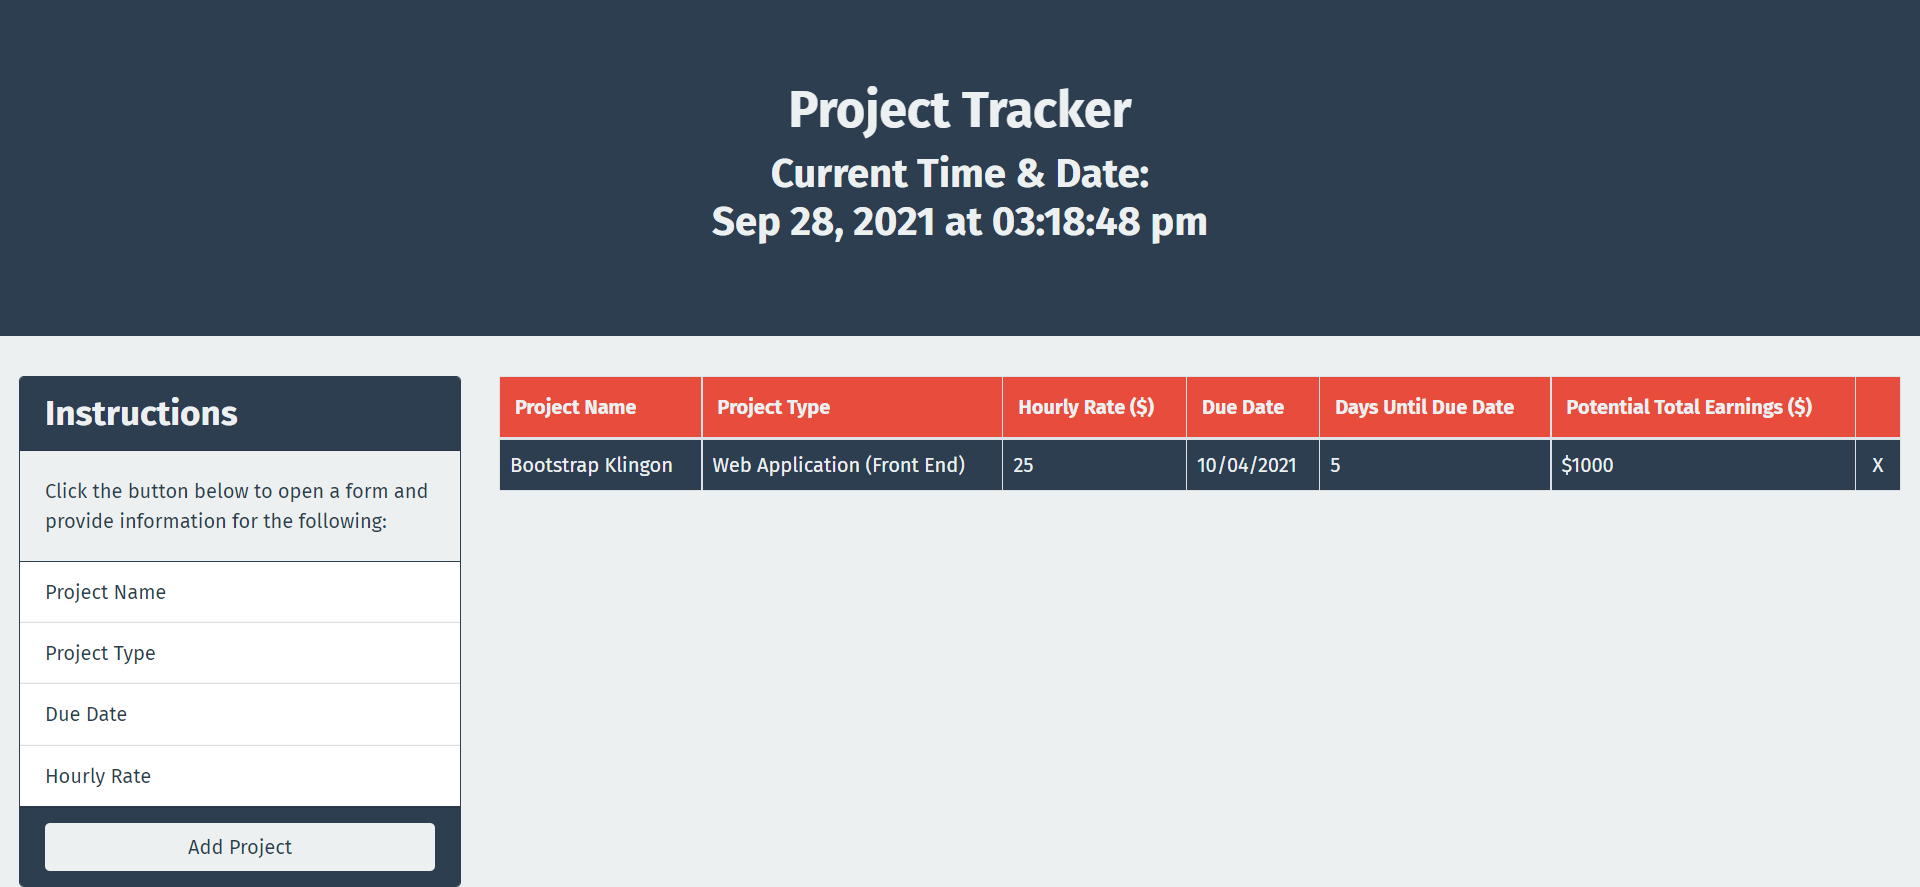 Project Tracker
Current Time & Date:
Sep 28, 2021 at 03:18:48 pm
Instructions
Click the button below to open a form and
provide information for the following:
Project Name
Project Type
Due Date
Hourly Rate
Add Project
Project Name Project Type Hourly Rate ($) Due Date Days Until Due Date Potential Total Earnings ($)
Bootstrap Klingon Web Application (Front End) 25 10/04/2021 5 $1000 X